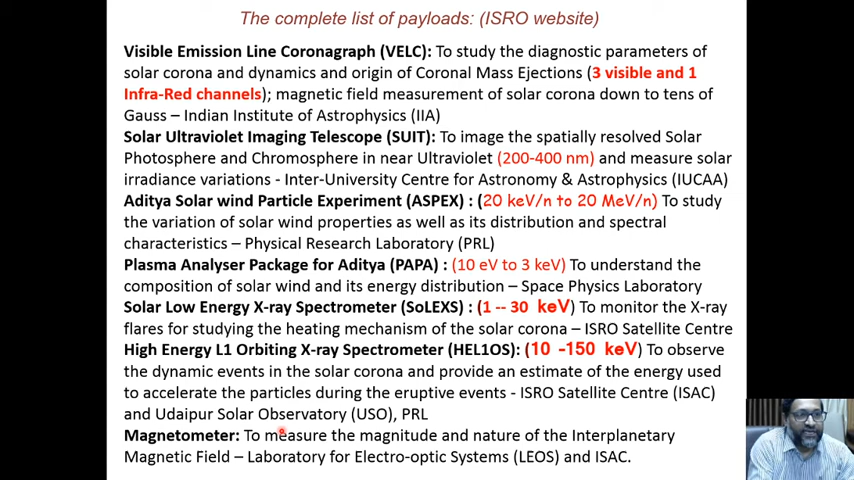 The complete list of payloads: (ISRO website)
Visible Emission Line Coronagraph (VELC): To study the diagnostic parameters of
solar corona and dynamics and origin of Coronal Mass Ejections (3 visible and 1
Infra-Red channels); magnetic field measurement of solar corona down to tens of
Gauss – Indian Institute of Astrophysics (IIA)
Solar Ultraviolet Imaging Telescope (SUIT): To image the spatially resolved Solar
Photosphere and Chromosphere in near Ultraviolet (200-400 nm) and measure solar
irradiance variations - Inter-University Centre for Astronomy & Astrophysics (IUCAA)
Aditya Solar wind Particle Experiment (ASPEX) : (20 keV/n to 20 MeV/n) To study
the variation of solar wind properties as well as its distribution and spectral
characteristics – Physical Research Laboratory (PRL)
Plasma Analyser Package for Aditya (PAPA) : (10 eV to 3 keV) To understand the
composition of solar wind and its energy distribution – Space Physics Laboratory
Solar Low Energy X-ray Spectrometer (SoLEXS) : (1 -- 30 keV) To monitor the X-ray
flares for studying the heating mechanism of the solar corona – ISRO Satellite Centre
High Energy L1 Orbiting X-ray Spectrometer (HEL1OS): (10 -150 keV) To observe
the dynamic events in the solar corona and provide an estimate of the energy used
to accelerate the particles during the eruptive events - ISRO Satellite Centre (ISAC)
and Udaipur Solar Observatory (USO), PRL
Magnetometer: To measure the magnitude and nature of the Interplanetary
Magnetic Field – Laboratory for Electro-optic Systems (LEOS) and ISAC.